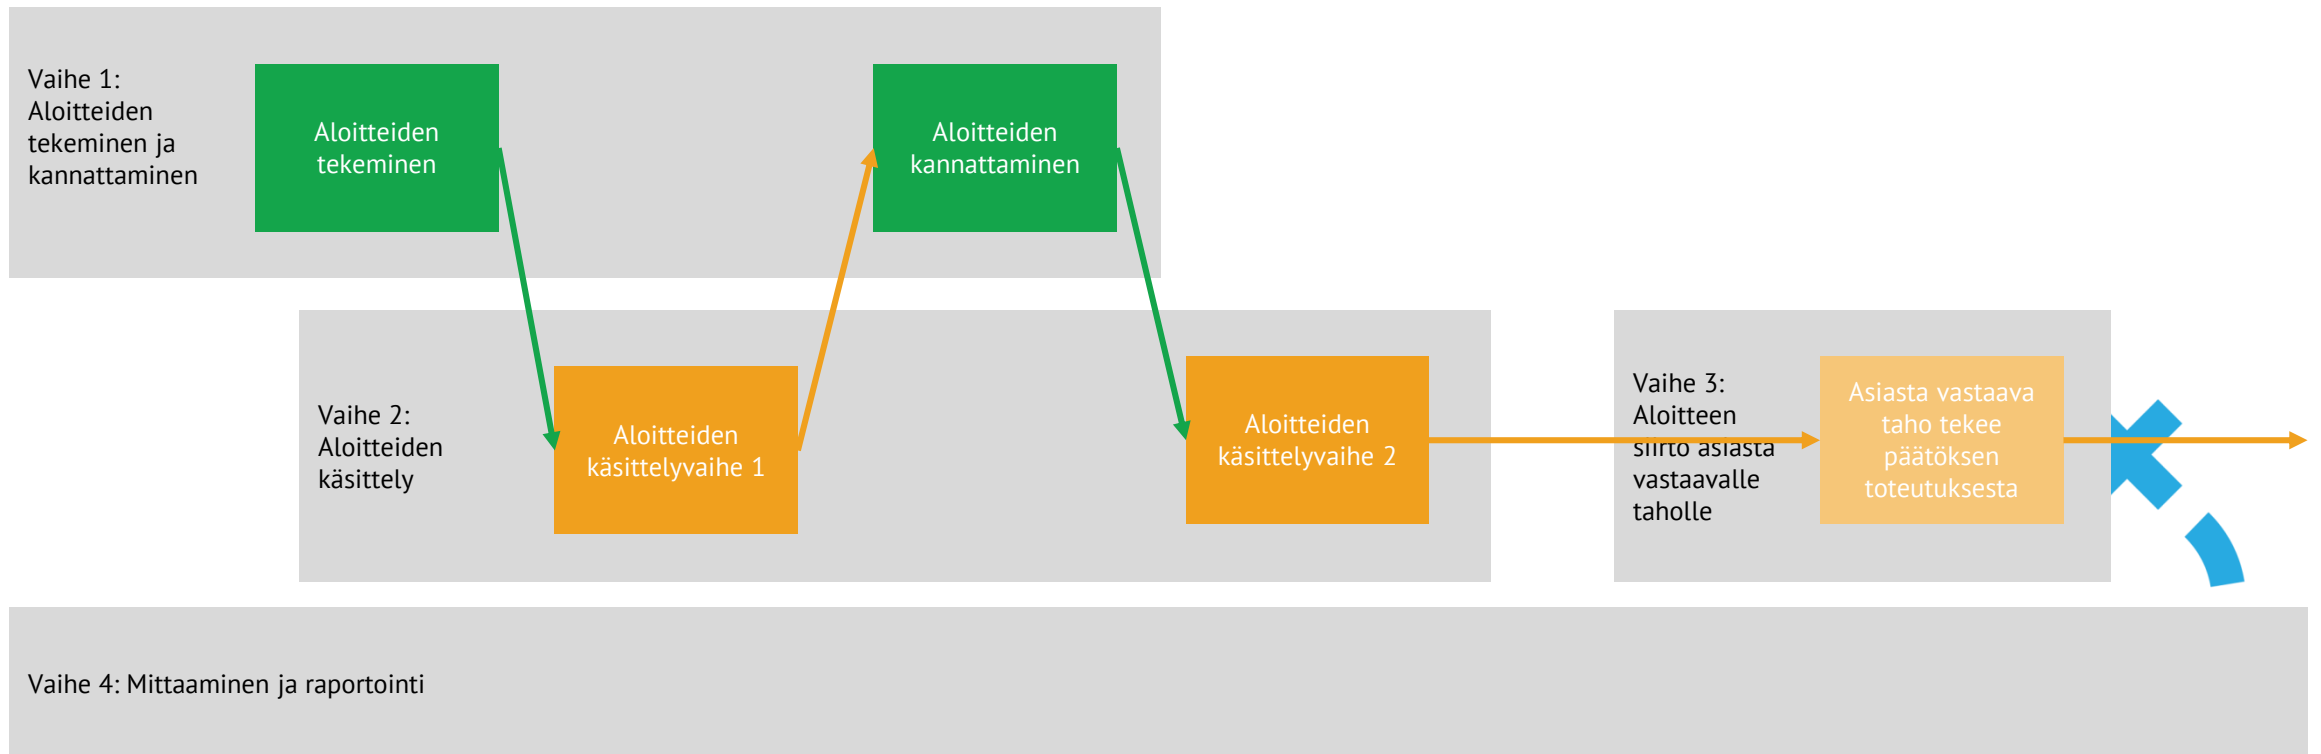 Vaihe 1:
Aloitteiden
tekeminen ja
kannattaminen
Aloitteiden
tekeminen
Aloitteiden
kannattaminen
Vaihe 2:
Aloitteiden
käsittely
Aloitteiden
käsittelyvaihe 1
Aloitteiden
käsittelyvaihe 2
Vaihe 3:
Aloitteen
siirto asiasta
vastaavalle
taholle
Asiasta vastaava
taho tekee
päätöksen
toteutuksesta
Vaihe 4: Mittaaminen ja raportointi